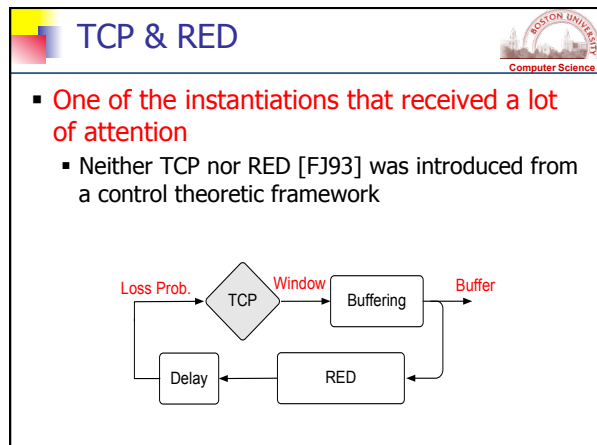 TCP & RED
BOSTON UNIVERSITY
Computer Science
One of the instantiations that received a lot
of attention
Neither TCP nor RED [FJ93] was introduced from
a control theoretic framework
Loss Prob.
TCP
Window
Buffering
Buffer
Delay
RED